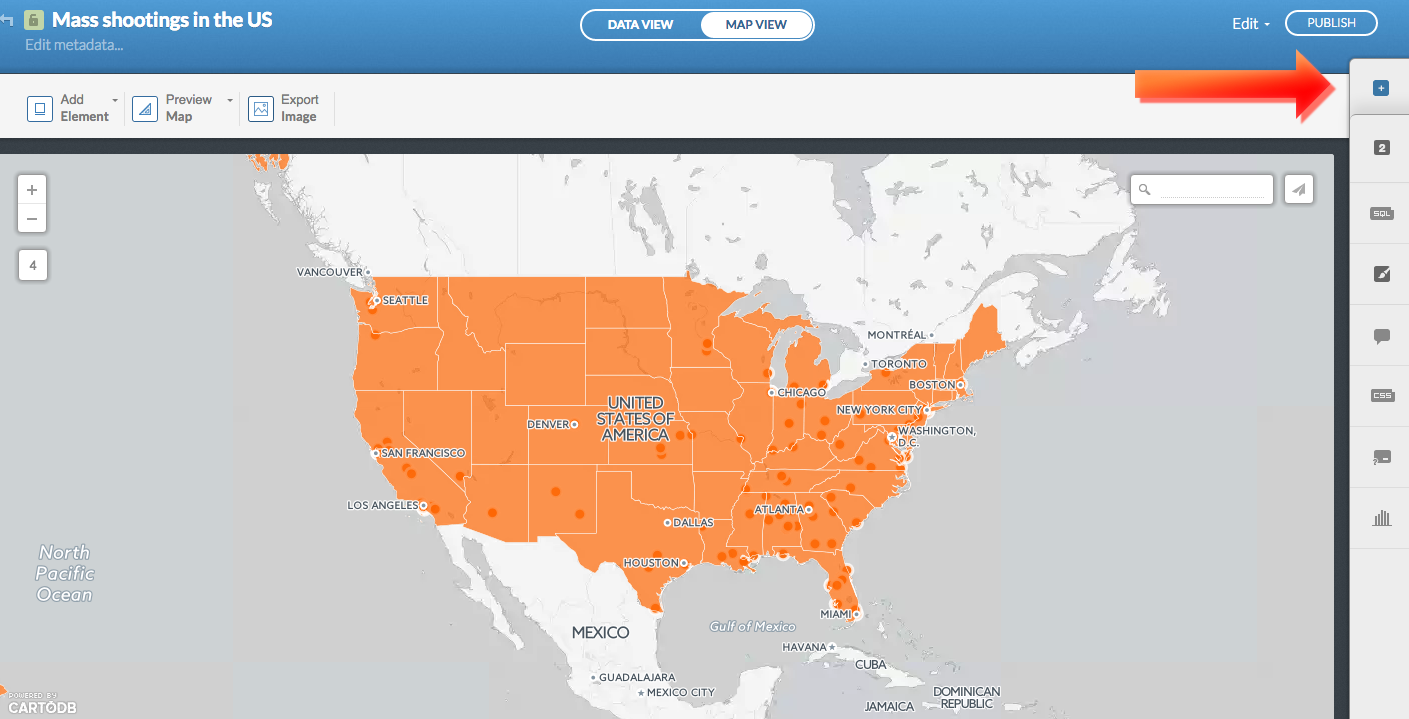 Mass shootings in the US
Edit metadata...
DATA VIEW
MAP VIEW
Edit
PUBLISH
Add
Element
Preview
Map
Export
Image
+
2
SQL
CSS
?
+
−
4
VANCOUVER
SEATTLE
MONTRÉAL
TORONTO
BOSTON
CHICAGO
NEW YORK CITY
UNITED
STATES OF
AMERICA
DENVER
WASHINGTON,
D.C.
SAN FRANCISCO
LOS ANGELES
ATLANTA
DALLAS
HOUSTON
North
Pacific
Ocean
MIAMI
Gulf of Mexico
MEXICO
HAVANA
CUBA
GUADALAJARA
MEXICO CITY
DOMINICAN
REPUBLIC
JAMAICA
POWERED BY
CARTODB